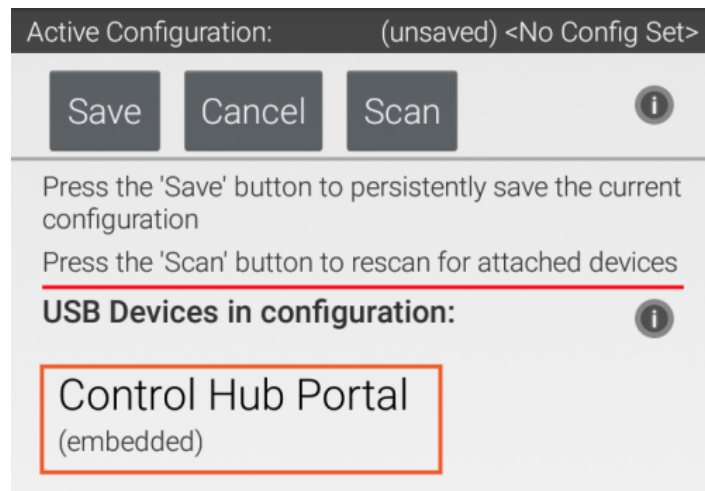 Active Configuration: (unsaved) <No Config Set>
Save Cancel Scan
Press the 'Save' button to persistently save the current
configuration
Press the 'Scan' button to rescan for attached devices
USB Devices in configuration:
Control Hub Portal
(embedded)